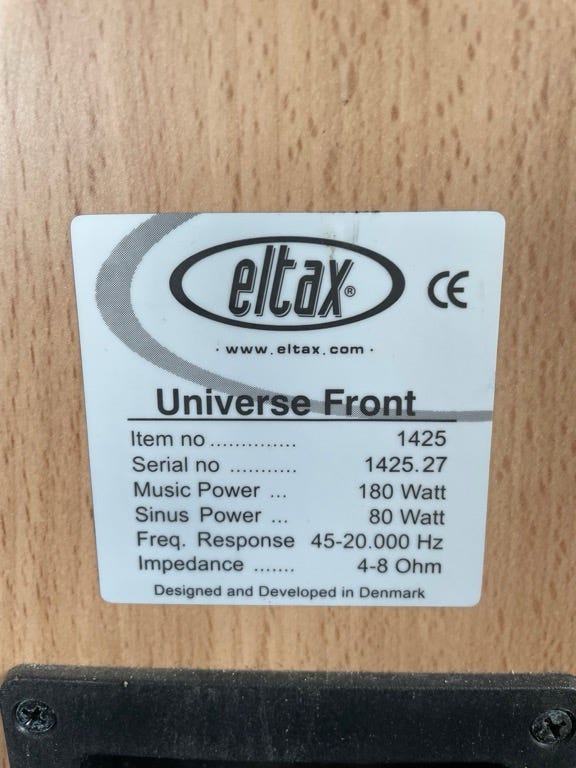 eltax®
CE
· www.eltax.com ·
Universe Front
Item no .............. 1425
Serial no ........... 1425.27
Music Power ... 180 Watt
Sinus Power ... 80 Watt
Freq. Response 45-20.000 Hz
Impedance ....... 4-8 Ohm
Designed and Developed in Denmark